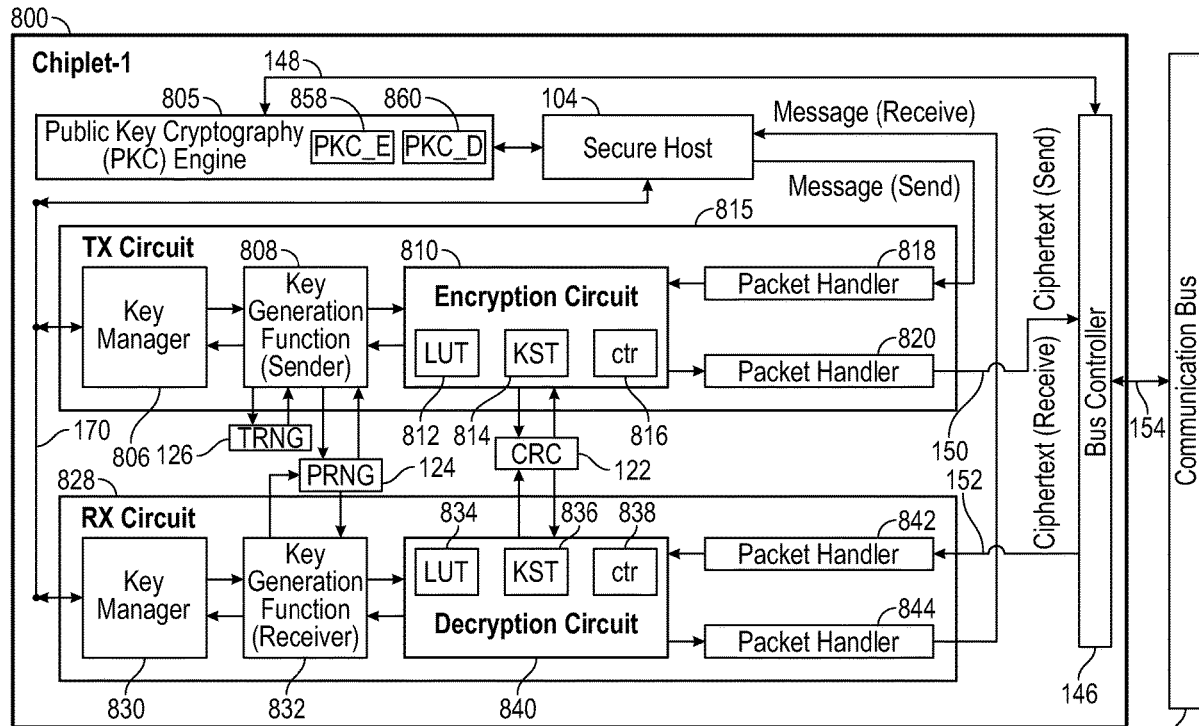 800
Chiplet-1
148
805
858
860
104
Public Key Cryptography
(PKC) Engine
PKC_E
PKC_D
Secure Host
Message (Receive)
Message (Send)
Ciphertext (Send)
815
TX Circuit
808
810
818
Key
Manager
Key
Generation
Function
(Sender)
Encryption Circuit
LUT
KST
ctr
Packet Handler
820
Packet Handler
Bus Controller
Communication Bus
170
806
126
TRNG
812
814
816
150
154
PRNG
124
CRC
122
152
Ciphertext (Receive)
828
RX Circuit
834
836
838
842
Key
Manager
Key
Generation
Function
(Receiver)
LUT
KST
ctr
Decryption Circuit
Packet Handler
844
Packet Handler
830
832
840
146